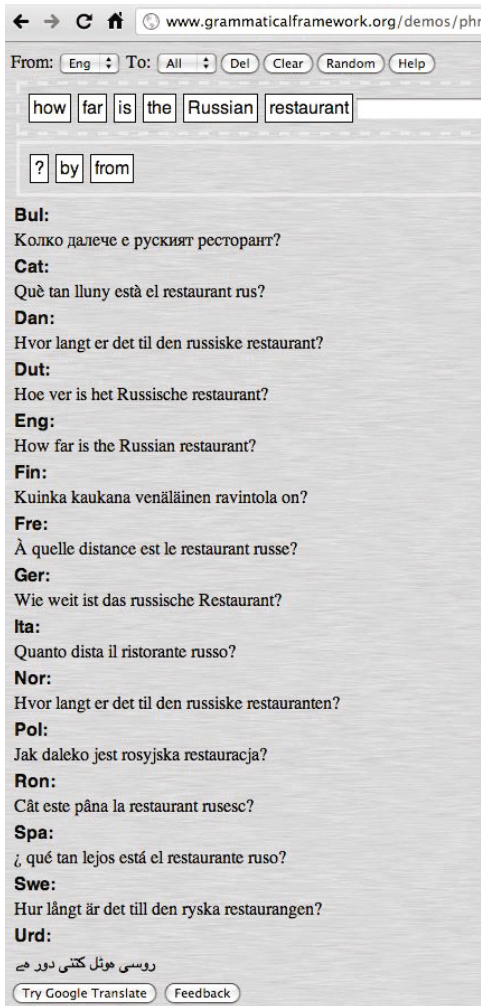 www.grammaticalframework.org/demos/phr
From: Eng To: All Del Clear Random Help
how far is the Russian restaurant
? by from
Bul:
Колко далече е руският ресторант?
Cat:
Què tan lluny està el restaurant rus?
Dan:
Hvor langt er det til den russiske restaurant?
Dut:
Hoe ver is het Russische restaurant?
Eng:
How far is the Russian restaurant?
Fin:
Kuinka kaukana venäläinen ravintola on?
Fre:
À quelle distance est le restaurant russe?
Ger:
Wie weit ist das russische Restaurant?
Ita:
Quanto dista il ristorante russo?
Nor:
Hvor langt er det til den russiske restauranten?
Pol:
Jak daleko jest rosyjska restauracja?
Ron:
Cât este pâna la restaurant rusesc?
Spa:
¿ qué tan lejos está el restaurante ruso?
Swe:
Hur långt är det till den ryska restaurangen?
Urd:
روسی ہوٹل کتنی دور ہے
Try Google Translate Feedback